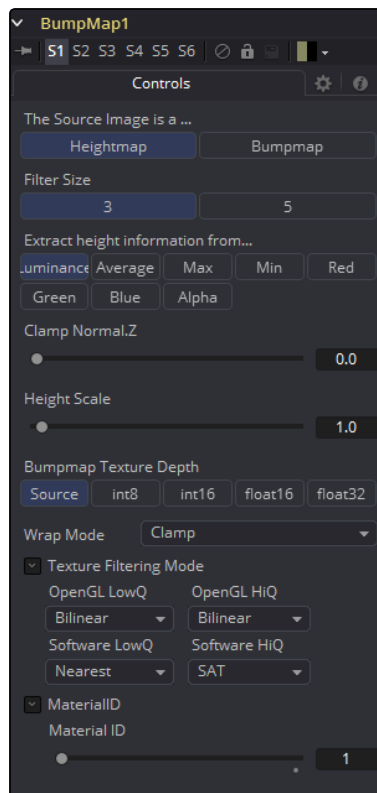 BumpMap1
S1 S2 S3 S4 S5 S6
Controls
The Source Image is a ...
Heightmap Bumpmap
Filter Size
3 5
Extract height information from...
Luminance Average Max Min Red
Green Blue Alpha
Clamp Normal.Z
0.0
Height Scale
1.0
Bumpmap Texture Depth
Source int8 int16 float16 float32
Wrap Mode Clamp
Texture Filtering Mode
OpenGL LowQ OpenGL HiQ
Bilinear Bilinear
Software LowQ Software HiQ
Nearest SAT
MaterialID
Material ID
1